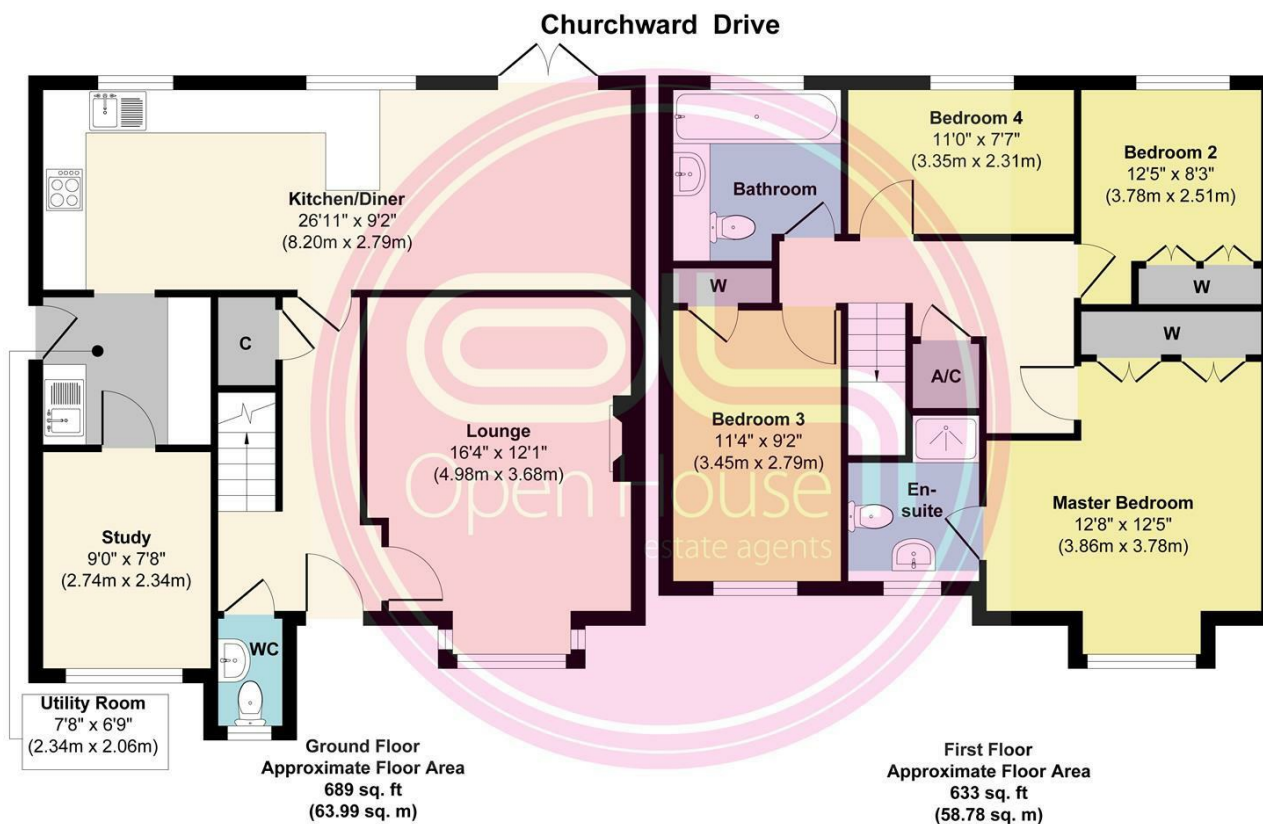 Churchward Drive
Kitchen/Diner
26'11" x 9'2"
(8.20m x 2.79m)
C
Lounge
16'4" x 12'1"
(4.98m x 3.68m)
Study
9'0" x 7'8"
(2.74m x 2.34m)
WC
Utility Room
7'8" x 6'9"
(2.34m x 2.06m)
Ground Floor
Approximate Floor Area
689 sq. ft
(63.99 sq. m)
Bathroom
Bedroom 4
11'0" x 7'7"
(3.35m x 2.31m)
Bedroom 2
12'5" x 8'3"
(3.78m x 2.51m)
W
W
W
A/C
Bedroom 3
11'4" x 9'2"
(3.45m x 2.79m)
En-
suite
Master Bedroom
12'8" x 12'5"
(3.86m x 3.78m)
First Floor
Approximate Floor Area
633 sq. ft
(58.78 sq. m)
Open House
estate agents